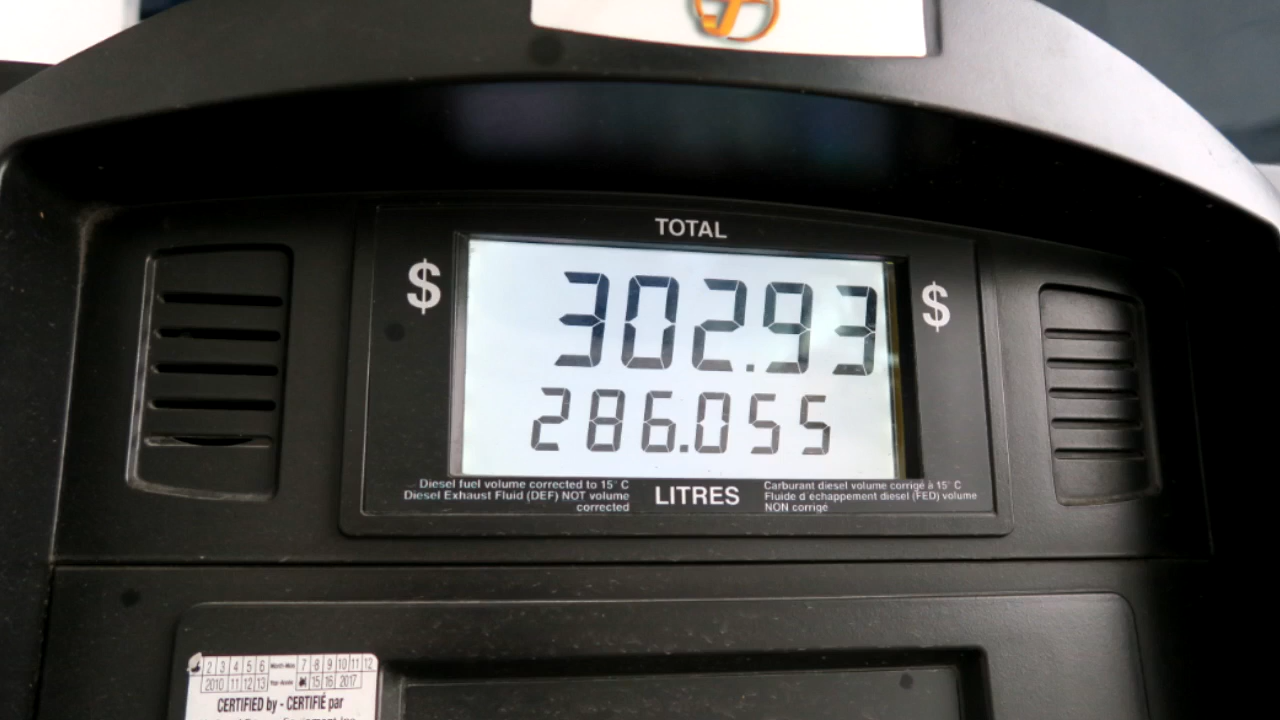 TOTAL
$ 302.93 $
286.055
Diesel fuel volume corrected to 15° C
Diesel Exhaust Fluid (DEF) NOT volume
corrected
LITRES
Carburant diesel volume corrigé à 15° C
Fluide d échappement diesel (FED) volume
NON corrigé
2 3 4 5 6 7 8 9 10 11 12
2010 11 12 13 15 16 2017
CERTIFIED by - CERTIFIÉ par